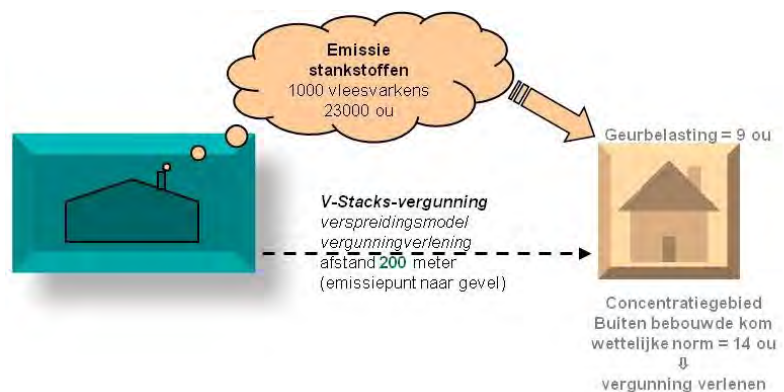 Emissie
stankstoffen
1000 vleesvarkens
23000 ou
Geurbelasting = 9 ou
V-Stacks-vergunning
verspreidingsmodel
vergunningverlening
afstand 200 meter
(emissiepunt naar gevel)
Concentratiegebied
Buiten bebouwde kom
wettelijke norm = 14 ou
⇩
vergunning verlenen